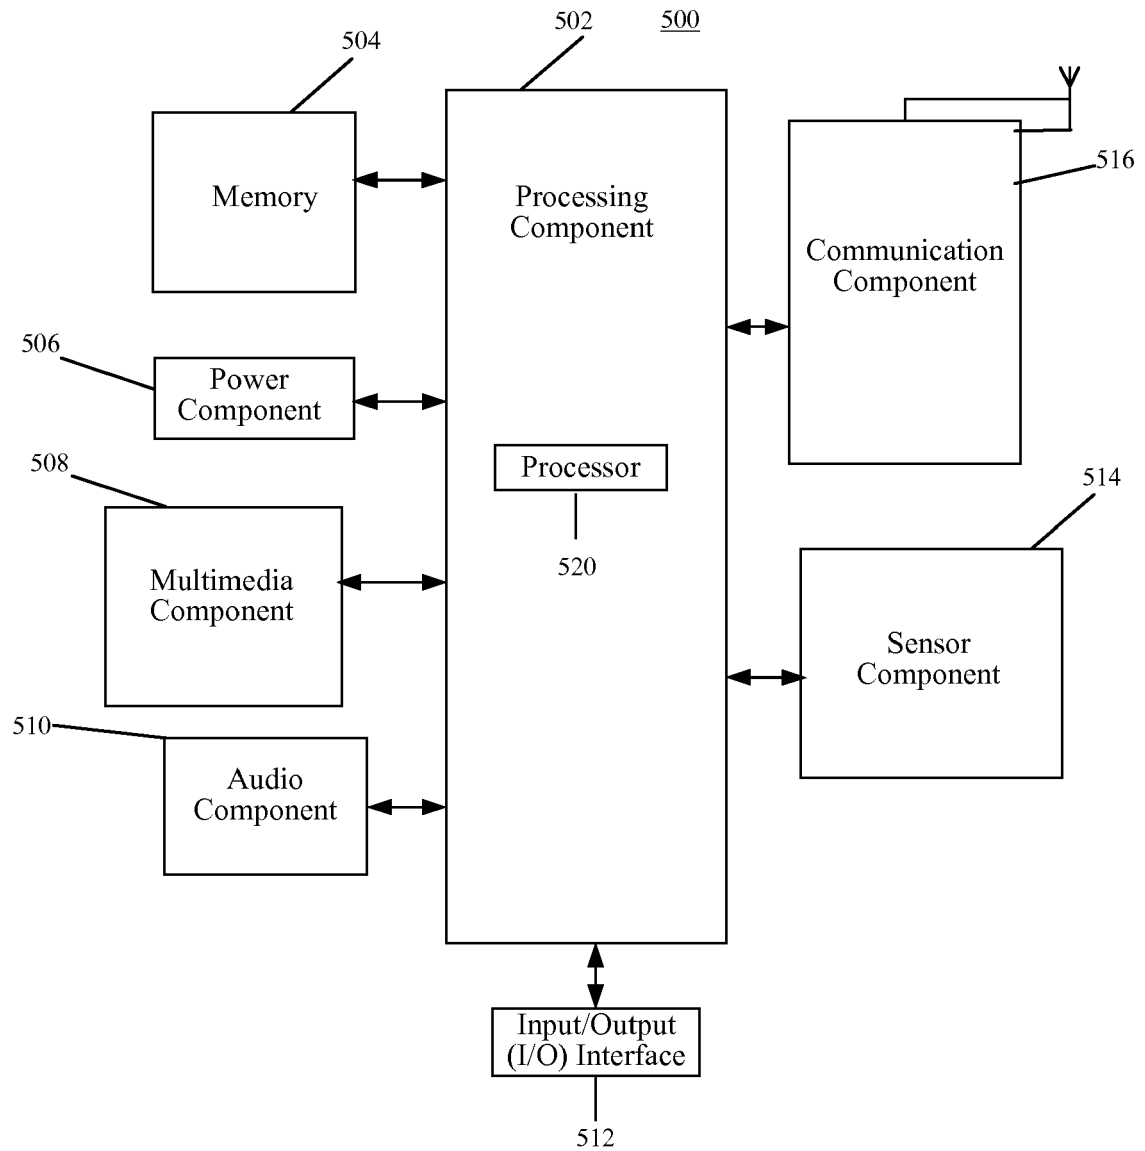 502
500
504
Memory
Processing
Component
516
Communication
Component
506
Power
Component
508
Processor
520
514
Multimedia
Component
Sensor
Component
510
Audio
Component
Input/Output
(I/O) Interface
512